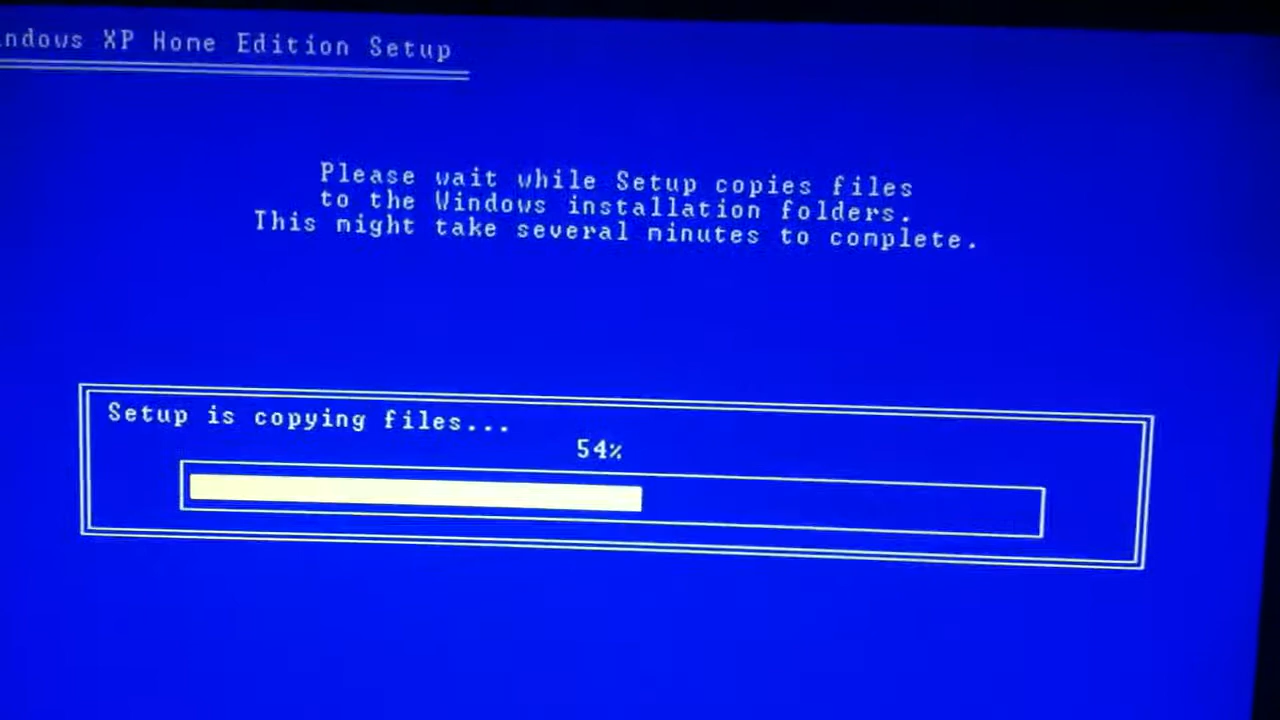 ndows XP Home Edition Setup
Please wait while Setup copies files
to the Windows installation folders.
This might take several minutes to complete.
Setup is copying files...
54%